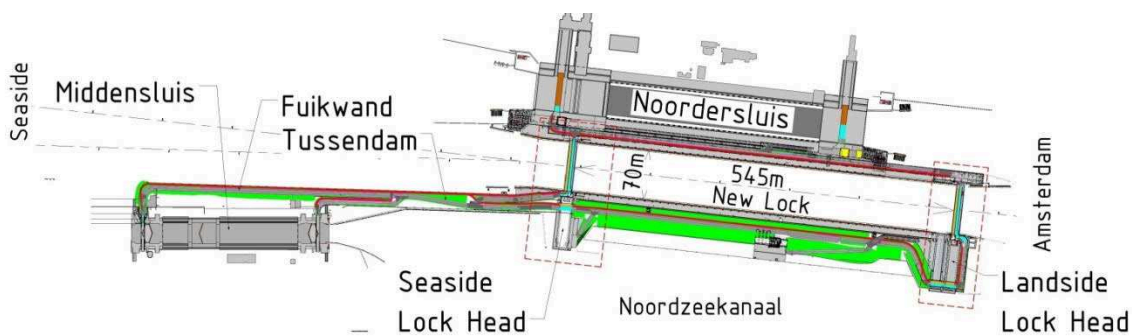 Seaside
Middensluis
Fuikwand
Tussendam
Noordersluis
70m
545m
New Lock
Amsterdam
Seaside
Lock Head
Noordzeekanaal
Landside
Lock Head